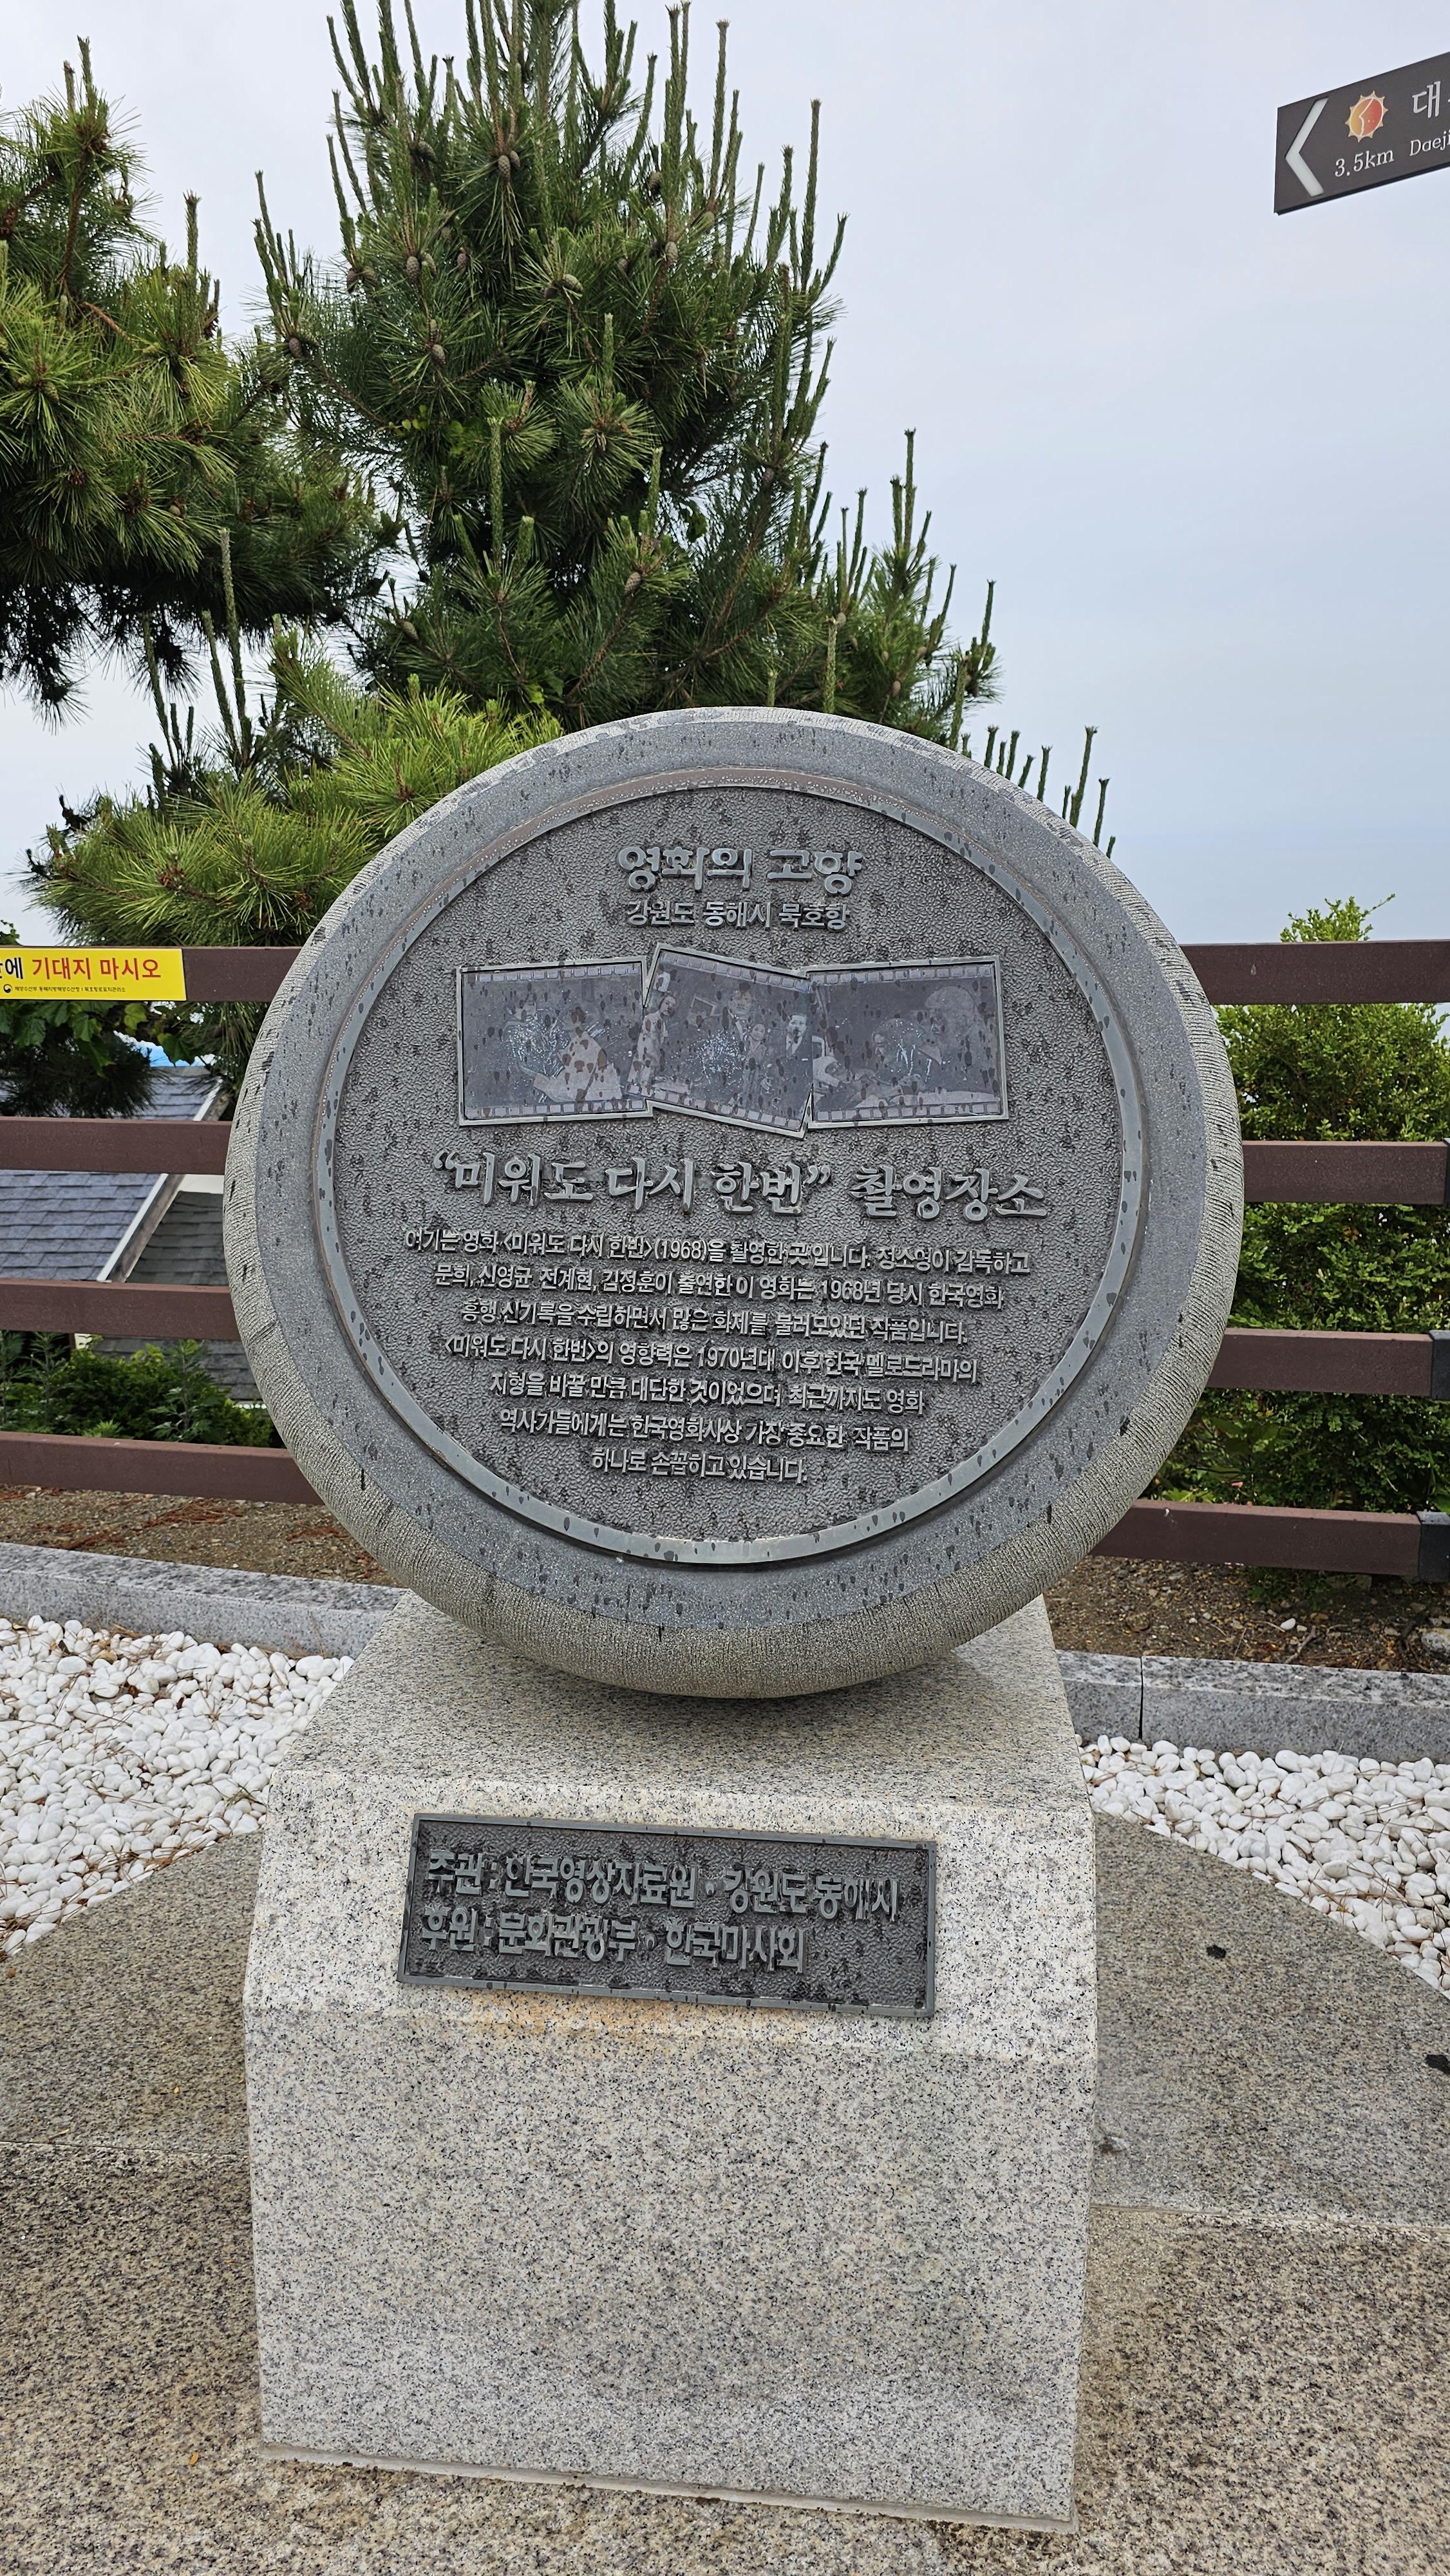 대
3.5km Daeji
영화의 고향
강원도 동해시 묵호항
에 기대지 마시오
“미워도 다시 한번” 촬영장소
여기는 영화 <미워도 다시 한번>(1968)을 촬영한 곳입니다. 정소영이 감독하고
문희, 신영균, 전계현, 김정훈이 출연한 이 영화는 1968년 당시 한국영화
흥행 신기록을 수립하면서 많은 화제를 불러모았던 작품입니다.
<미워도 다시 한번>의 영향력은 1970년대 이후 한국 멜로드라마의
지형을 바꿀 만큼 대단한 것이었으며 최근까지도 영화
역사가들에게는 한국영화사상 가장 중요한 작품의
하나로 손꼽히고 있습니다.
주관 : 한국영상자료원 · 강원도 동해시
후원 : 문화관광부 · 한국마사회